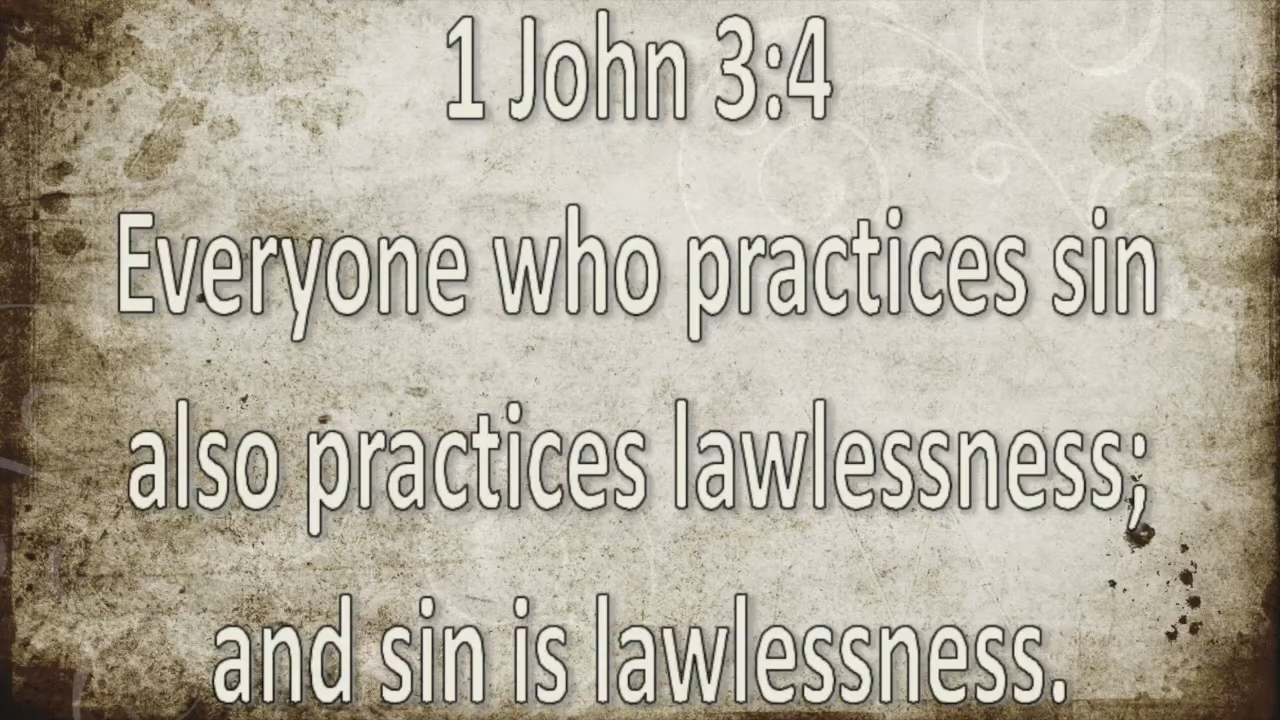 1 John 3:4
Everyone who practices sin
also practices lawlessness;
and sin is lawlessness.